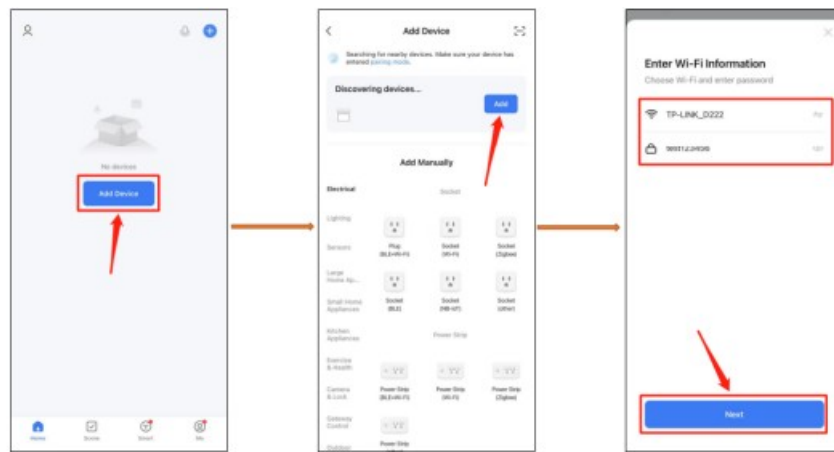 No devices
Add Device
Home
Scene
Smart
Me
Add Device
Searching for nearby devices. Make sure your device has
entered pairing mode.
Discovering devices...
Add
Add Manually
Electrical
Socket
Lighting
Plug
(BLE+Wi-Fi)
Socket
(Wi-Fi)
Socket
(Zigbee)
Sensors
Large
Home Ap...
Socket
(BLE)
Socket
(NB-IoT)
Socket
(other)
Small Home
Appliances
Kitchen
Appliances
Power Strip
Exercise
& Health
Power Strip
(BLE+Wi-Fi)
Power Strip
(Wi-Fi)
Power Strip
(Zigbee)
Camera
& Lock
Gateway
Control
Power Strip
Outdoor
Enter Wi-Fi Information
Choose Wi-Fi and enter password
TP-LINK_D222
Next